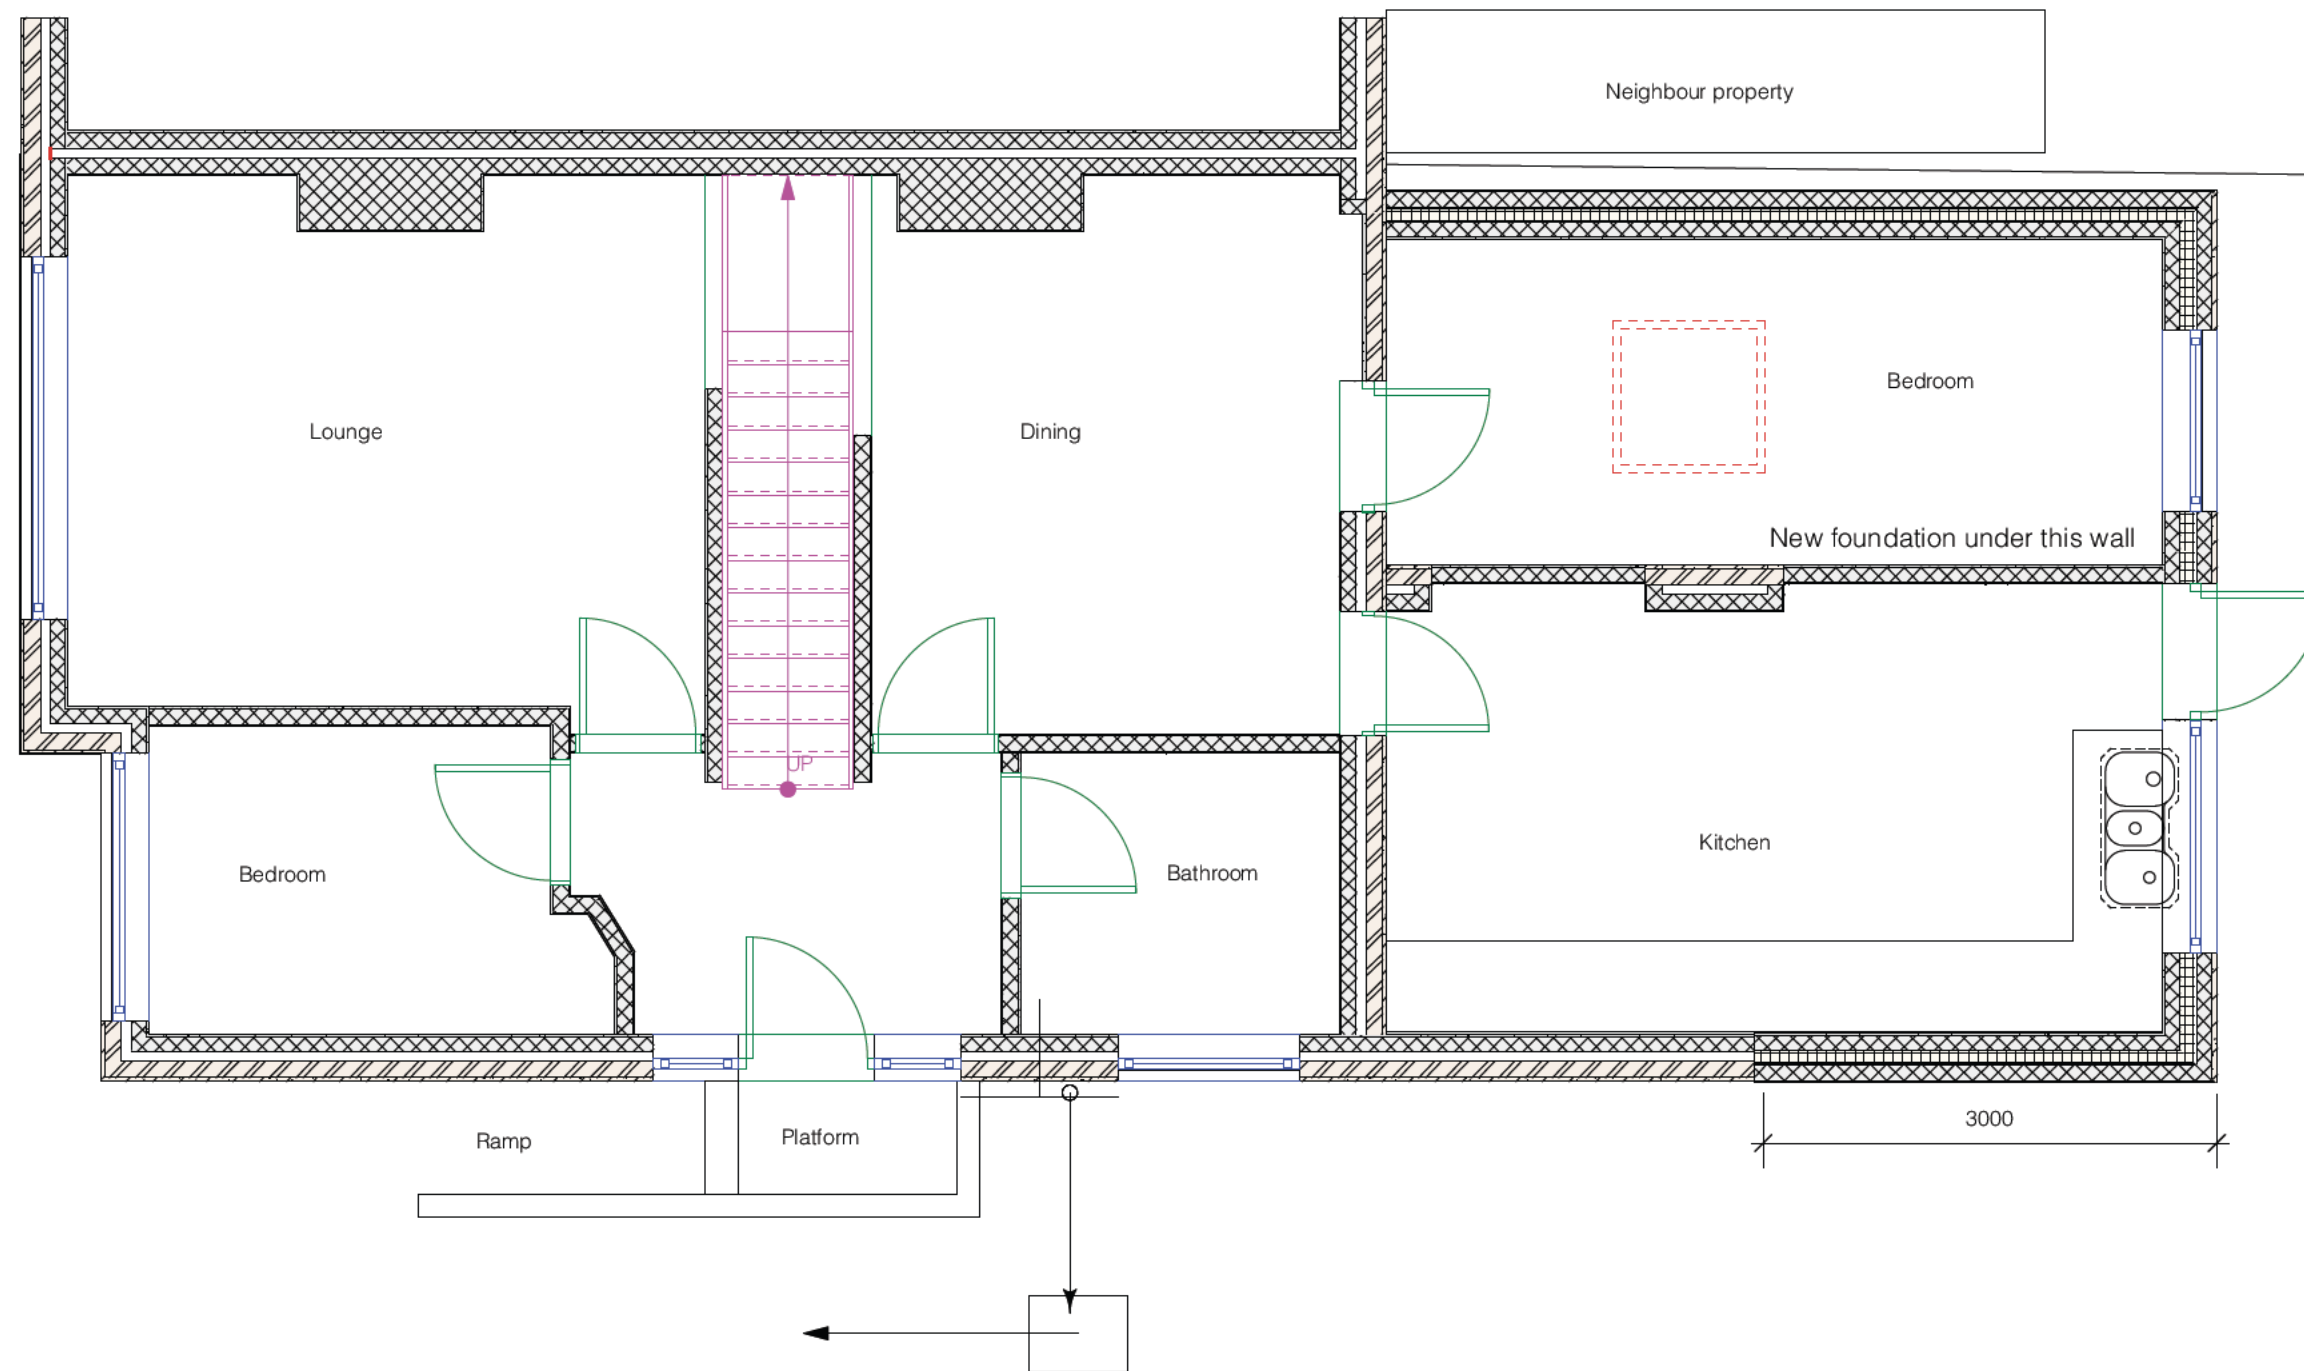 Neighbour property
Bedroom
Lounge
Dining
New foundation under this wall
UP
Kitchen
Bedroom
Bathroom
3000
Ramp
Platform